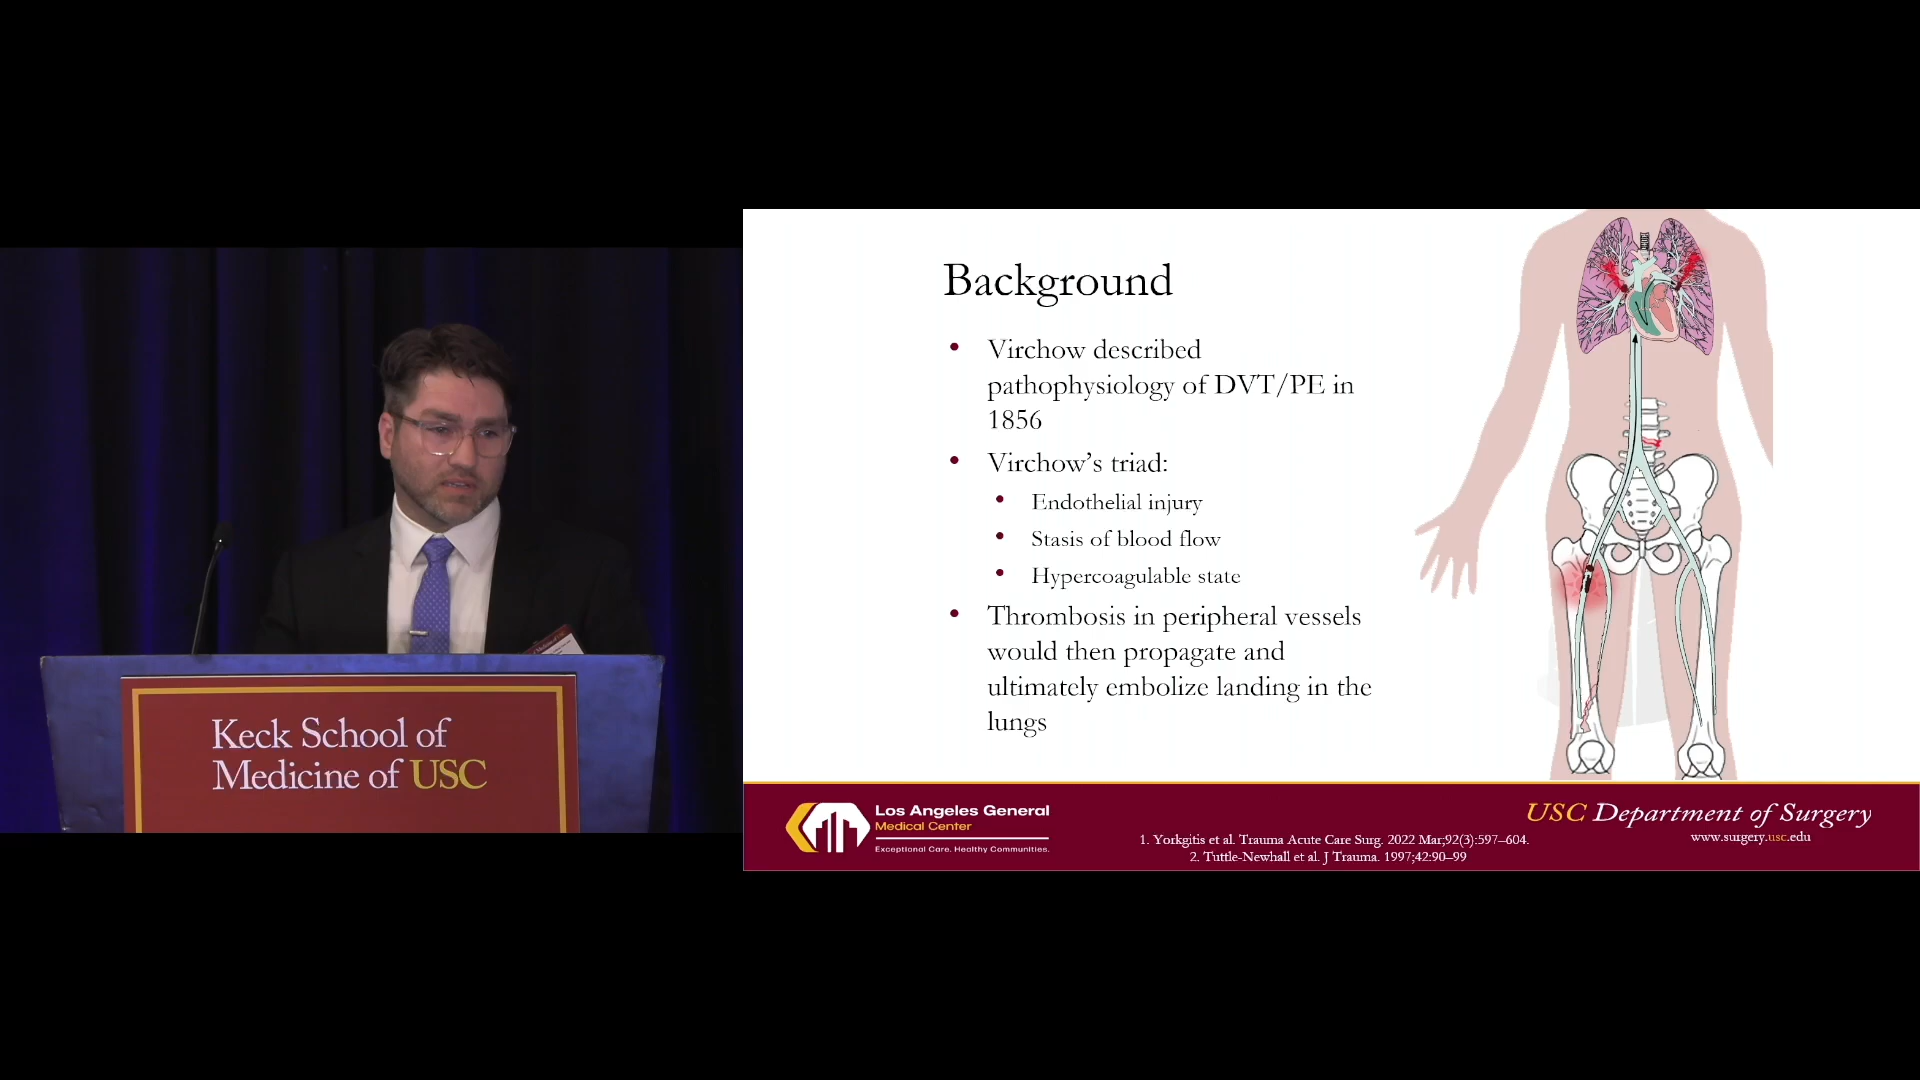 Keck School of
Medicine of USC
Background
• Virchow described
pathophysiology of DVT/PE in
1856
• Virchow's triad:
• Endothelial injury
• Stasis of blood flow
• Hypercoagulable state
• Thrombosis in peripheral vessels
would then propagate and
ultimately embolize landing in the
lungs
Los Angeles General
Medical Center
Exceptional Care. Healthy Communities.
1. Yorkgitis et al. Trauma Acute Care Surg. 2022 Mar;92(3):597–604.
2. Tuttle-Newhall et al. J Trauma. 1997;42:90–99
USC Department of Surgery
www.surgery.usc.edu